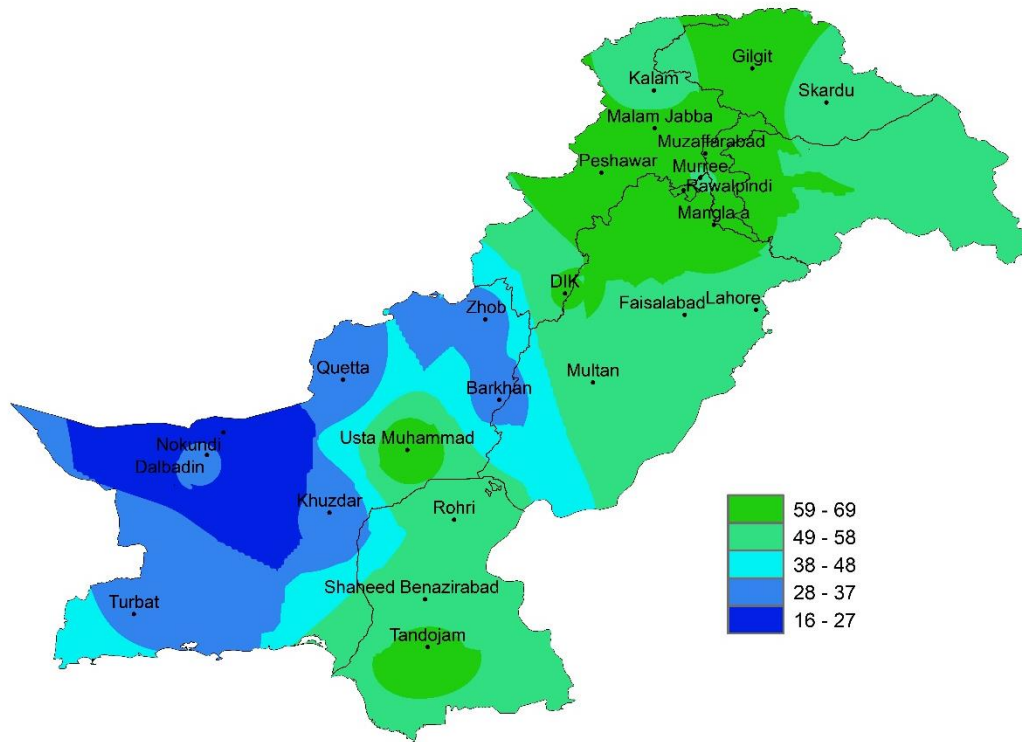 Gilgit
Kalam
Skardu
Malam Jabba
Muzaffarabad
Peshawar
Murree
Rawalpindi
Mangla a
DIK
Zhob
Faisalabad
Lahore
Quetta
Multan
Barkhan
Usta Muhammad
Nokundi
Dalbadin
Khuzdar
Rohri
Shaheed Benazirabad
Turbat
Tandojam
59 - 69
49 - 58
38 - 48
28 - 37
16 - 27